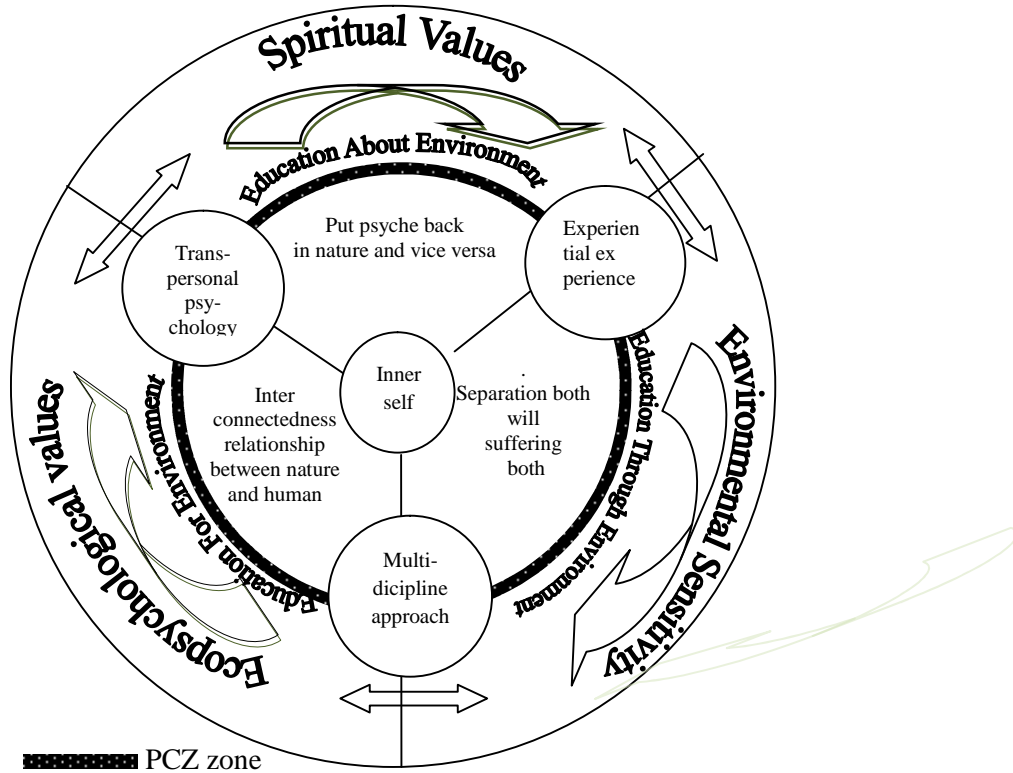 Spiritual Values
Education About Environment
Put psyche back
in nature and vice versa
Trans-
personal
psy-
chology
Experien
tial ex
perience
Inner
self
Inter
connectedness
relationship
between nature
and human
.
Separation both
will
suffering
both
Multi-
dicipline
approach
Education For Environment
Education Through Environment
Ecopsychological values
Environmental Sensitivity
PCZ zone